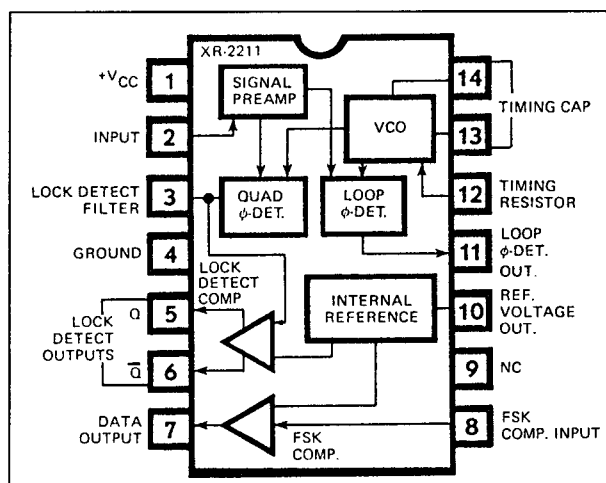 XR-2211
+VCC
1
INPUT
2
LOCK DETECT
FILTER
3
GROUND
4
LOCK
DETECT
OUTPUTS
Q
5
Q̅
6
DATA
OUTPUT
7
SIGNAL
PREAMP
VCO
QUAD
φ-DET.
LOOP
φ-DET.
LOCK
DETECT
COMP
INTERNAL
REFERENCE
FSK
COMP.
14
TIMING CAP
13
12
TIMING
RESISTOR
11
LOOP
φ-DET.
OUT.
10
REF.
VOLTAGE
OUT.
9
NC
8
FSK
COMP. INPUT